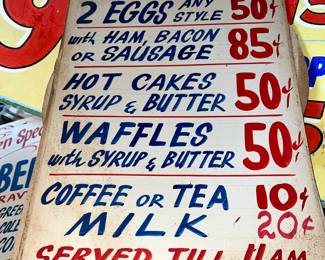 2 EGGS ANY STYLE 50¢
with HAM, BACON
OR SAUSAGE 85¢
HOT CAKES
SYRUP & BUTTER 50¢
WAFFLES
with SYRUP & BUTTER 50¢
COFFEE OR TEA 10¢
MILK 20¢
SERVED TILL 11AM